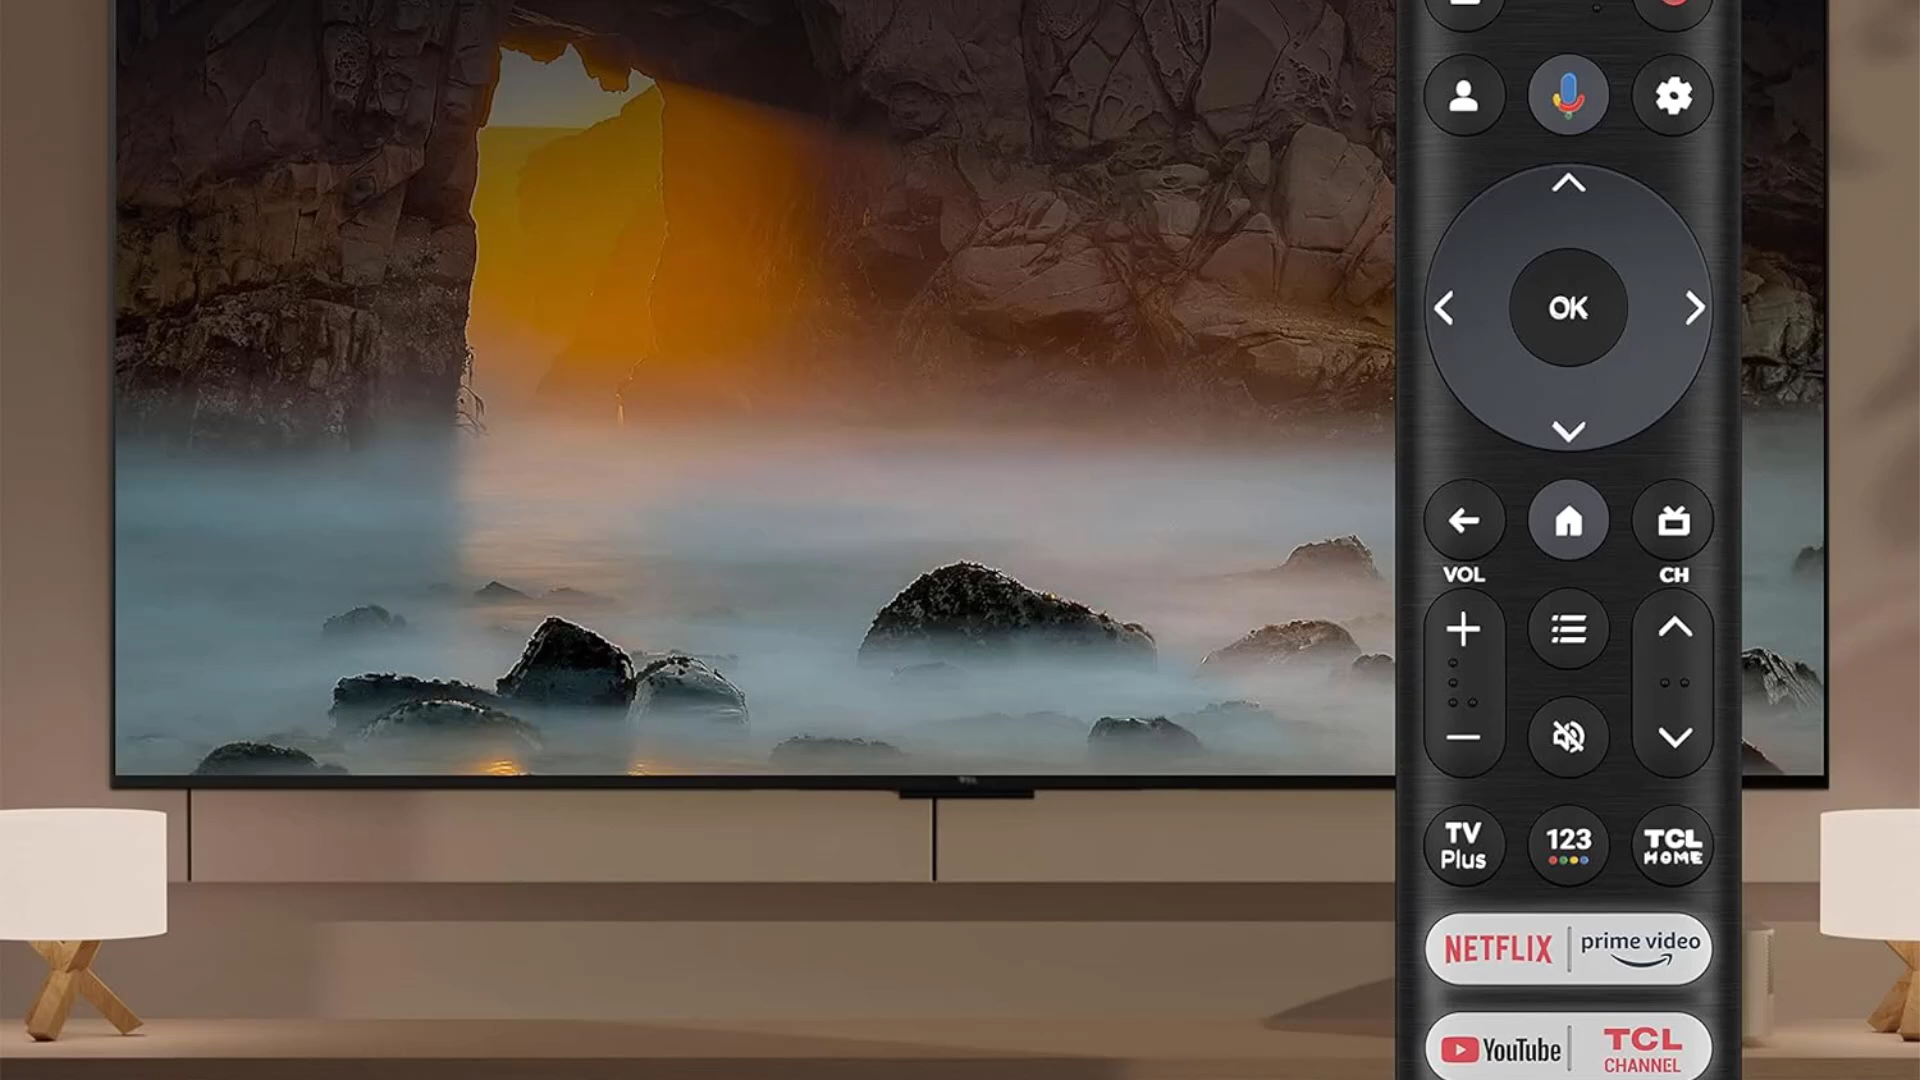 OK
VOL
CH
TV
Plus
123
TCL
HOME
NETFLIX
prime video
YouTube
TCL
CHANNEL